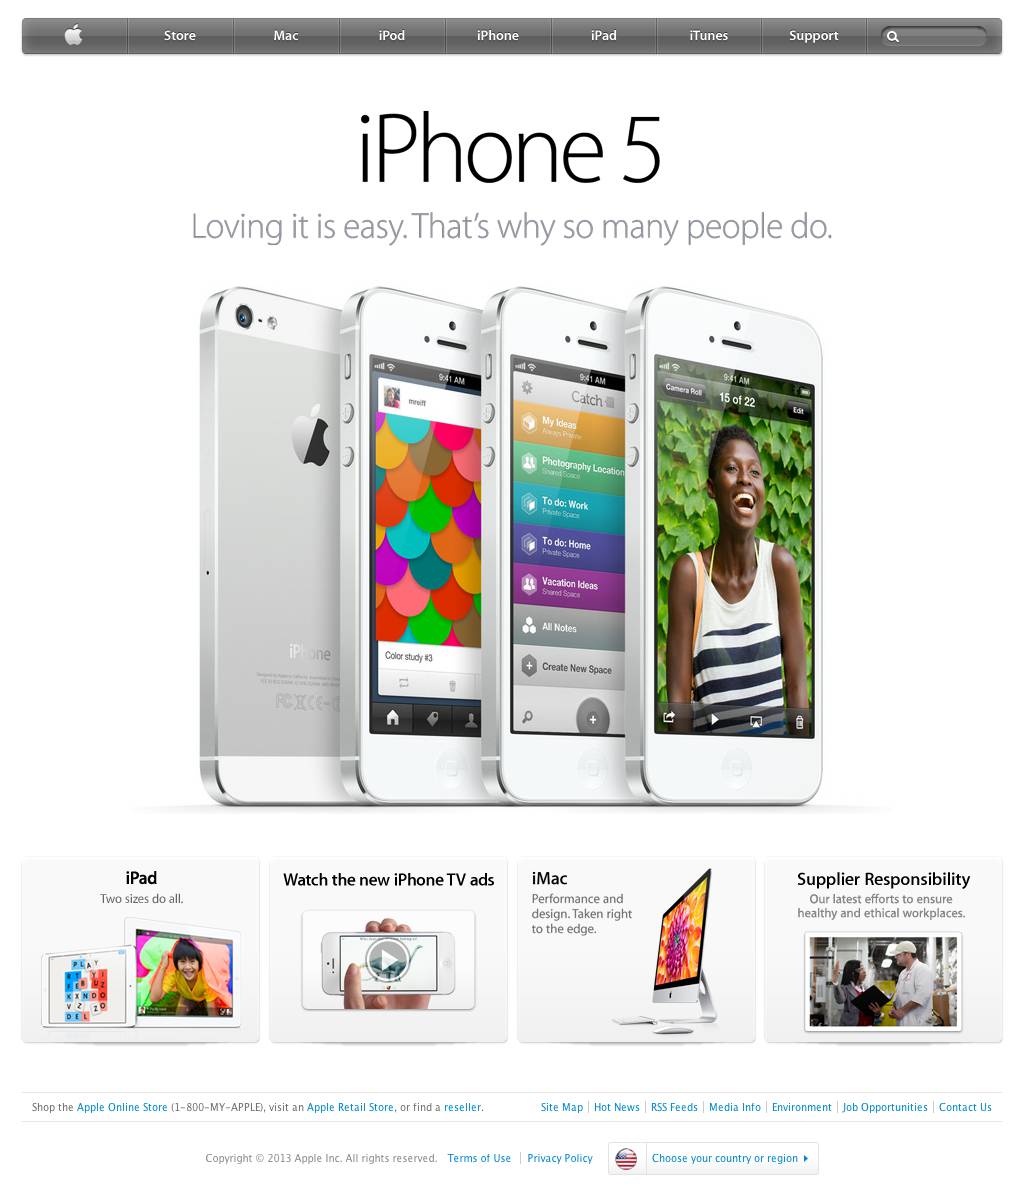 Store
Mac
iPod
iPhone
iPad
iTunes
Support
iPhone 5
Loving it is easy. That's why so many people do.
9:41 AM
mreiff
Color study #3
9:41 AM
Catch
My Ideas
Always Private
Photography Location
Shared Space
To do: Work
Private Space
To do: Home
Private Space
Vacation Ideas
Shared Space
All Notes
Create New Space
9:41 AM
Camera Roll
15 of 22
Edit
iPhone
iPad
Two sizes do all.
PLAY
Watch the new iPhone TV ads
iMac
Performance and
design. Taken right
to the edge.
Supplier Responsibility
Our latest efforts to ensure
healthy and ethical workplaces.
Shop the Apple Online Store (1-800-MY-APPLE), visit an Apple Retail Store, or find a reseller.
Site Map
Hot News
RSS Feeds
Media Info
Environment
Job Opportunities
Contact Us
Copyright © 2013 Apple Inc. All rights reserved.
Terms of Use
Privacy Policy
Choose your country or region